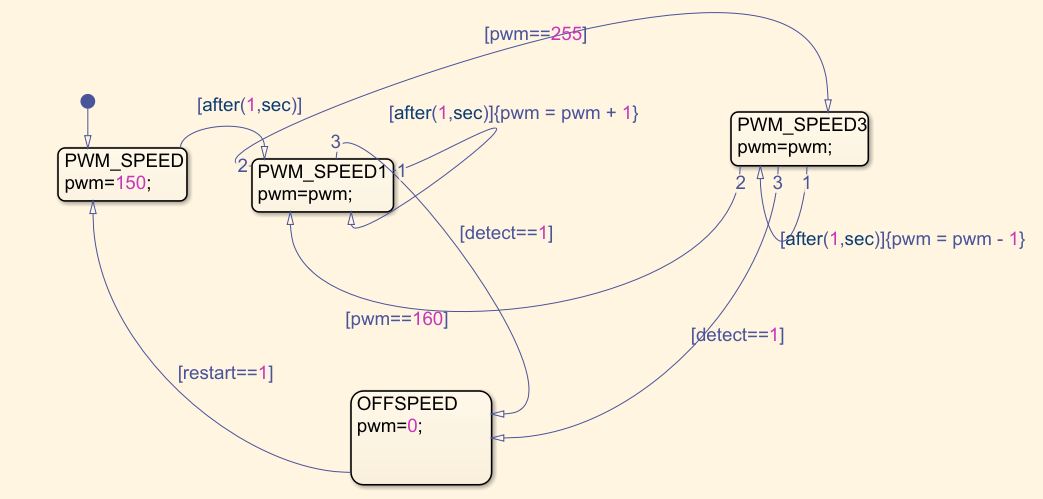 [pwm==255]
[after(1,sec)]
[after(1,sec)]{pwm = pwm + 1}
PWM_SPEED
pwm=150;
2
3
1
PWM_SPEED1
pwm=pwm;
PWM_SPEED3
pwm=pwm;
2
3
1
[detect==1]
[after(1,sec)]{pwm = pwm - 1}
[pwm==160]
[detect==1]
[restart==1]
OFFSPEED
pwm=0;